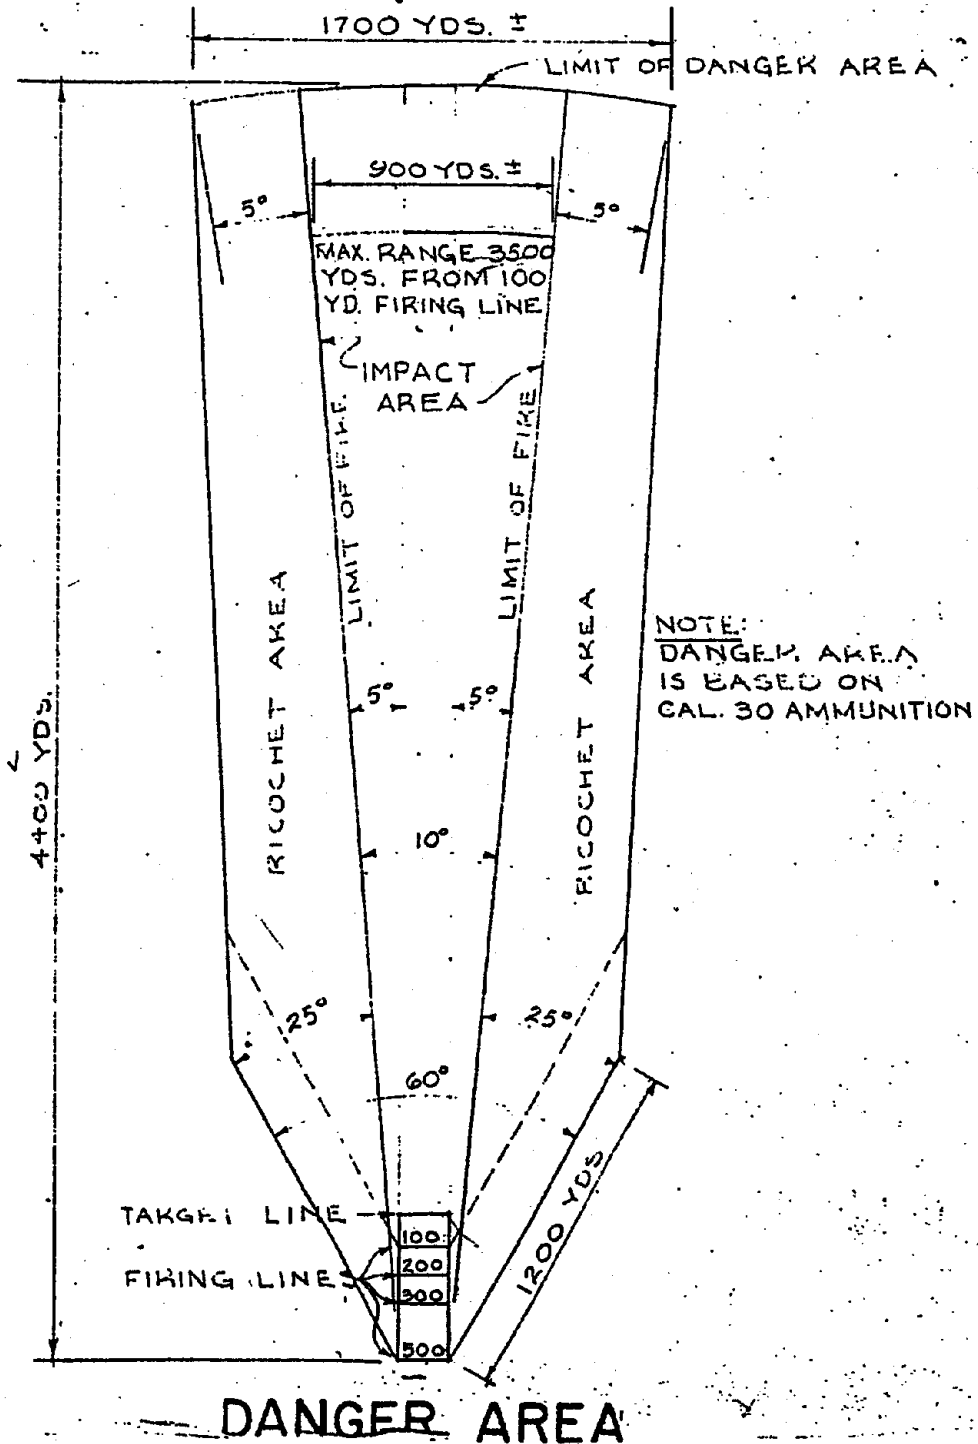 1700 YDS. ±
LIMIT OF DANGER AREA
900 YDS. ±
5°
5°
MAX. RANGE 3500
YDS. FROM 100
YD. FIRING LINE
IMPACT
AREA
LIMIT OF FIRE
LIMIT OF FIRE
RICOCHET AREA
RICOCHET AREA
NOTE:
DANGER AREA
IS BASED ON
CAL. 30 AMMUNITION
5°
5°
4400 YDS.
10°
25°
25°
60°
1200 YDS
TARGET LINE
100
FIRING LINES
200
300
500
DANGER AREA